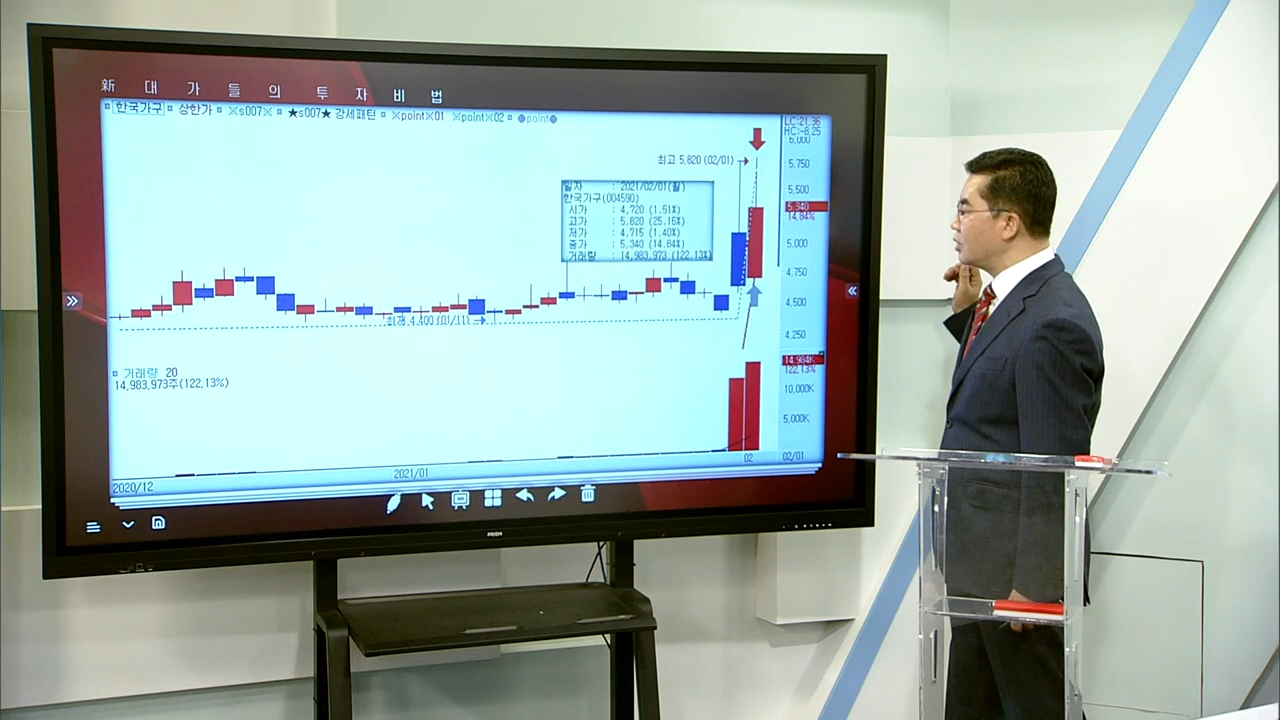 新 대 가 들 의 투 자 비 법
한국가구 상한가 ※s007※ ★s007★ 강세패턴 ※point※01 ※point※02 ●point●
LC:21.36
HC:-8.25
6,000
최고 5,820 (02/01)
5,750
일자 : 2021/02/01(월)
한국가구(004590)
시가 : 4,720 (1.51%)
고가 : 5,820 (25.16%)
저가 : 4,715 (1.40%)
종가 : 5,340 (14.84%)
거래량 : 14,983,973 (122.13%)
5,500
5,340
14.84%
5,000
4,750
4,500
4,250
최저 4,400 (01/11)
거래량 20
14,983,973주(122.13%)
14,984K
122.13%
10,000K
5,000K
2020/12
2021/01
02
02/01
PRISM